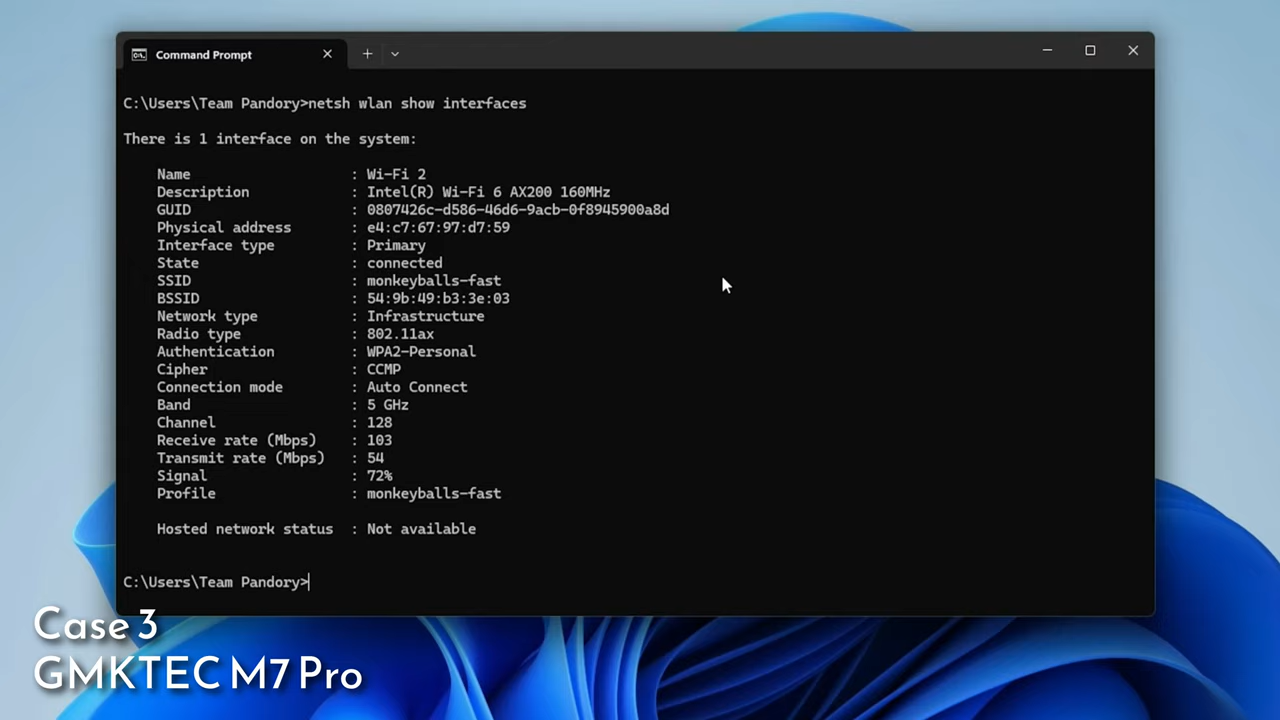 Command Prompt
C:\Users\Team Pandory>netsh wlan show interfaces
There is 1 interface on the system:
Name : Wi-Fi 2
Description : Intel(R) Wi-Fi 6 AX200 160MHz
GUID : 0807426c-d586-46d6-9acb-0f8945900a8d
Physical address : e4:c7:67:97:d7:59
Interface type : Primary
State : connected
SSID : monkeyballs-fast
BSSID : 54:9b:49:b3:3e:03
Network type : Infrastructure
Radio type : 802.11ax
Authentication : WPA2-Personal
Cipher : CCMP
Connection mode : Auto Connect
Band : 5 GHz
Channel : 128
Receive rate (Mbps) : 103
Transmit rate (Mbps) : 54
Signal : 72%
Profile : monkeyballs-fast
Hosted network status : Not available
C:\Users\Team Pandory>
Case 3
GMKTEC M7 Pro